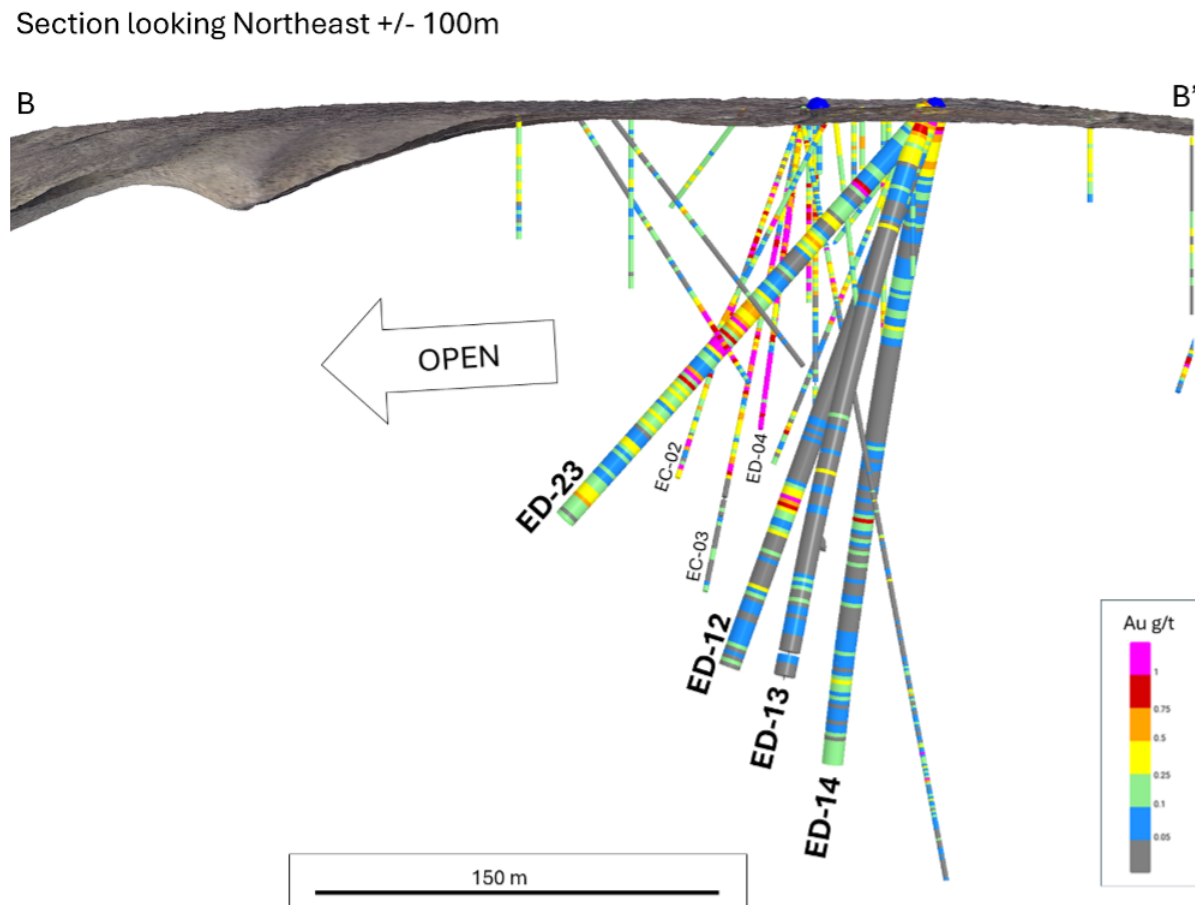 Section looking Northeast +/- 100m
B
B'
OPEN
ED-23
EC-02
ED-04
EC-03
ED-12
ED-13
ED-14
Au g/t
1
0.75
0.5
0.25
0.1
0.05
150 m